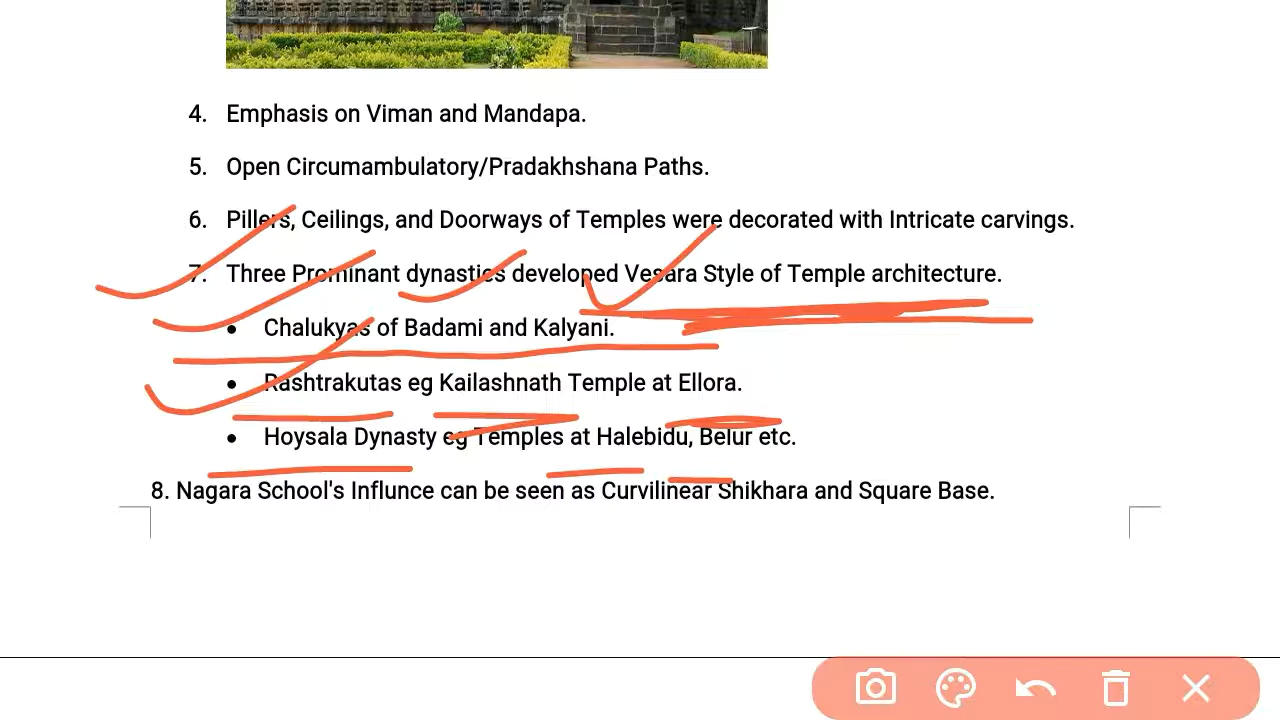 4. Emphasis on Viman and Mandapa.
5. Open Circumambulatory/Pradakhshana Paths.
6. Pillers, Ceilings, and Doorways of Temples were decorated with Intricate carvings.
7. Three Prominant dynasties developed Vesara Style of Temple architecture.
• Chalukyas of Badami and Kalyani.
• Rashtrakutas eg Kailashnath Temple at Ellora.
• Hoysala Dynasty eg Temples at Halebidu, Belur etc.
8. Nagara School's Influnce can be seen as Curvilinear Shikhara and Square Base.